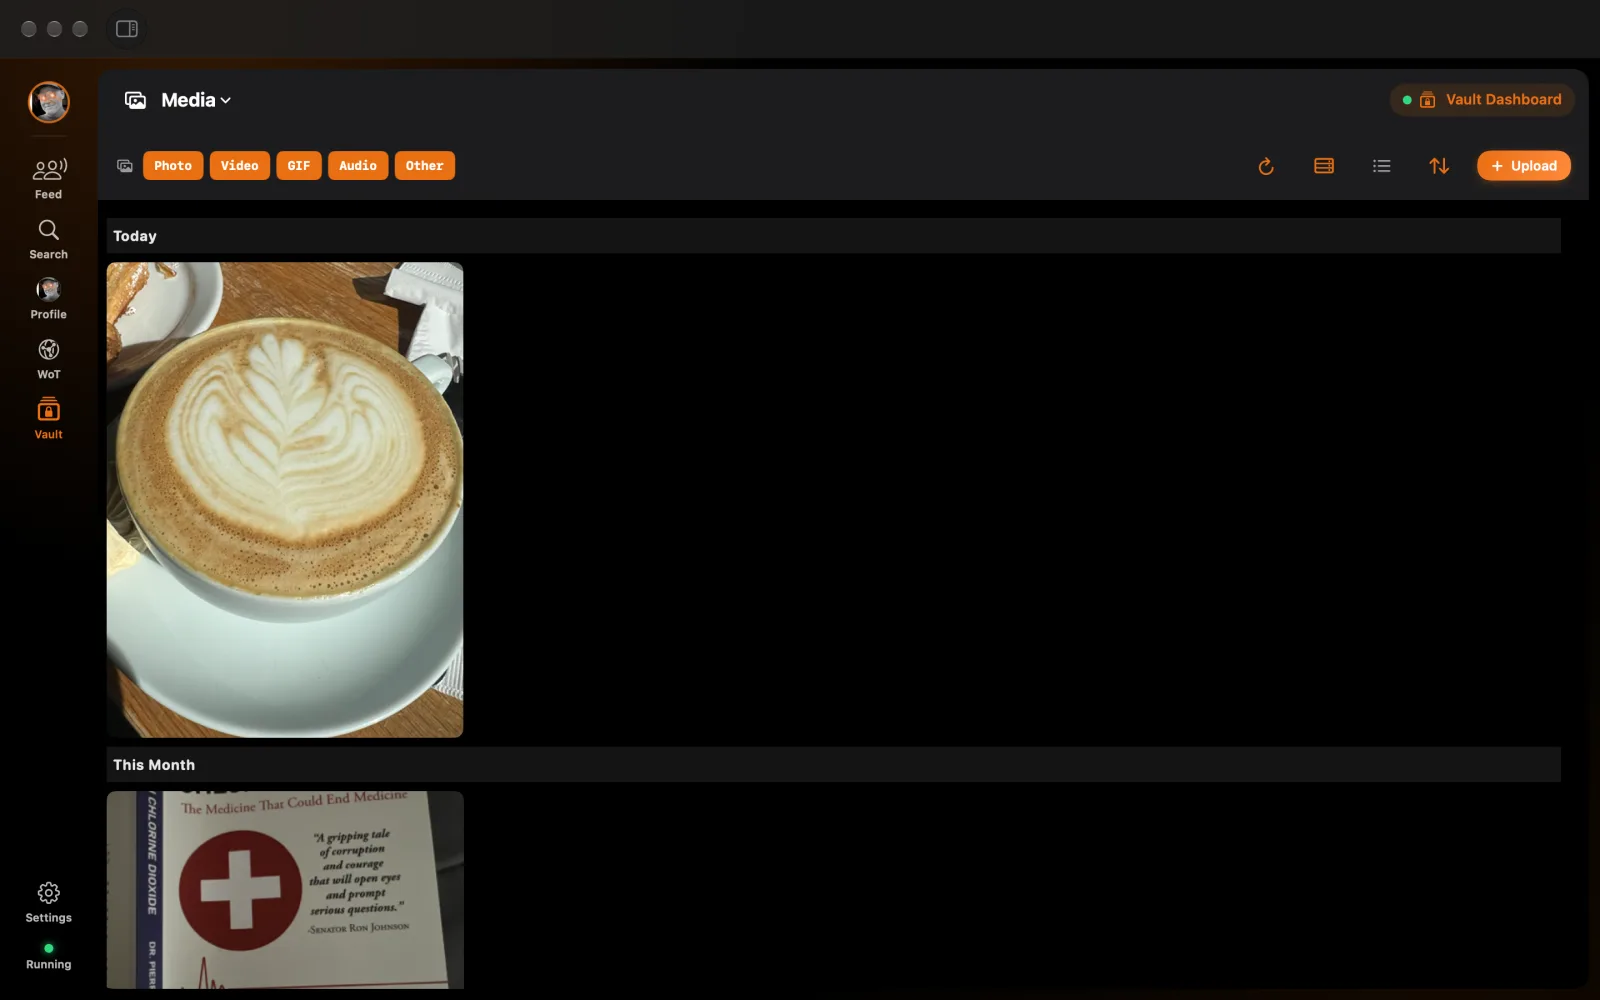 Media
Vault Dashboard
Photo
Video
GIF
Audio
Other
+ Upload
Feed
Search
Profile
WoT
Vault
Settings
Running
Today
This Month
The Medicine That Could End Medicine
CHLORINE DIOXIDE
"A gripping tale
of corruption
and courage
that will open eyes
and prompt
serious questions."
-Senator Ron Johnson
DR.